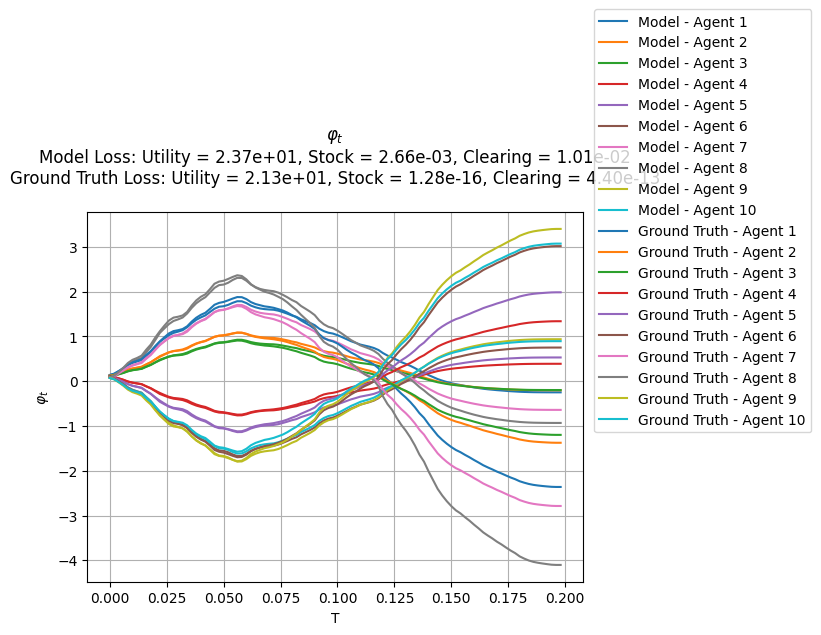 φₜ
Model Loss: Utility = 2.37e+01, Stock = 2.66e-03, Clearing = 1.01e-02
Ground Truth Loss: Utility = 2.13e+01, Stock = 1.28e-16, Clearing = 4.40e-13
Model - Agent 1
Model - Agent 2
Model - Agent 3
Model - Agent 4
Model - Agent 5
Model - Agent 6
Model - Agent 7
Model - Agent 8
Model - Agent 9
Model - Agent 10
Ground Truth - Agent 1
Ground Truth - Agent 2
Ground Truth - Agent 3
Ground Truth - Agent 4
Ground Truth - Agent 5
Ground Truth - Agent 6
Ground Truth - Agent 7
Ground Truth - Agent 8
Ground Truth - Agent 9
Ground Truth - Agent 10
φₜ
3
2
1
0
−1
−2
−3
−4
0.000 0.025 0.050 0.075 0.100 0.125 0.150 0.175 0.200
T